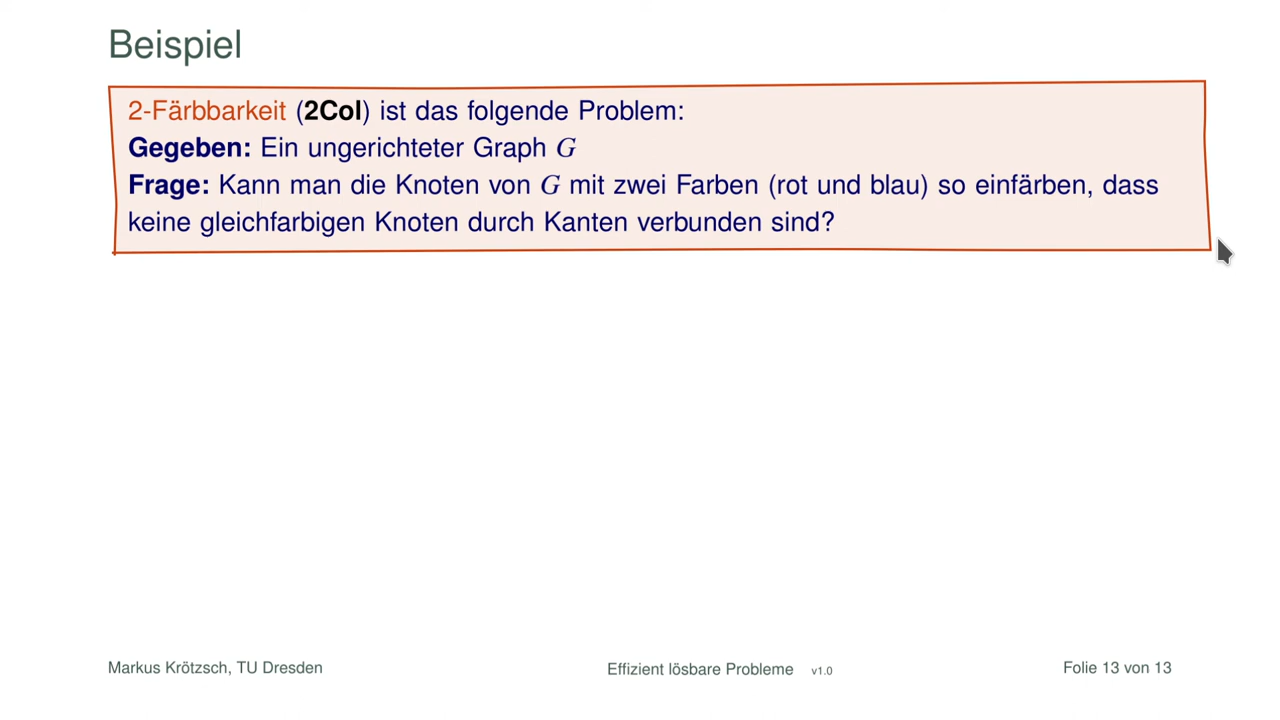 Beispiel
2-Färbbarkeit (2Col) ist das folgende Problem:
Gegeben: Ein ungerichteter Graph G
Frage: Kann man die Knoten von G mit zwei Farben (rot und blau) so einfärben, dass
keine gleichfarbigen Knoten durch Kanten verbunden sind?
Markus Krötzsch, TU Dresden
Effizient lösbare Probleme v1.0
Folie 13 von 13